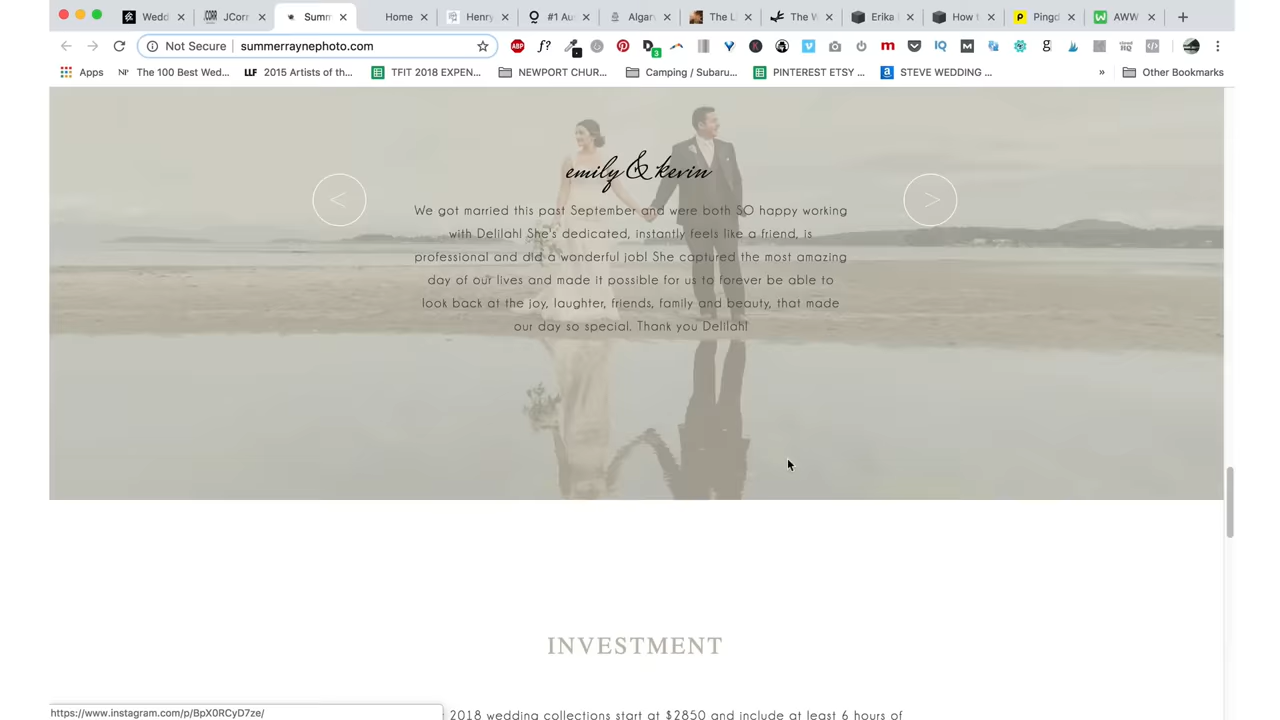 Wedd
JCorr
Summ
Home
Henry
#1 Au
Algar
The L
The W
Erika
How t
Pingd
AWW
Not Secure
summerraynephoto.com
Apps
The 100 Best Wed...
LLF 2015 Artists of th...
TFIT 2018 EXPEN...
NEWPORT CHUR...
Camping / Subaru...
PINTEREST ETSY ...
STEVE WEDDING ...
»
Other Bookmarks
emily & kevin
<
>
We got married this past September and were both SO happy working
with Delilah! She's dedicated, instantly feels like a friend, is
professional and did a wonderful job! She captured the most amazing
day of our lives and made it possible for us to forever be able to
look back at the joy, laughter, friends, family and beauty, that made
our day so special. Thank you Delilah!
INVESTMENT
2018 wedding collections start at $2850 and include at least 6 hours of
https://www.instagram.com/p/BpX0RCyD7ze/